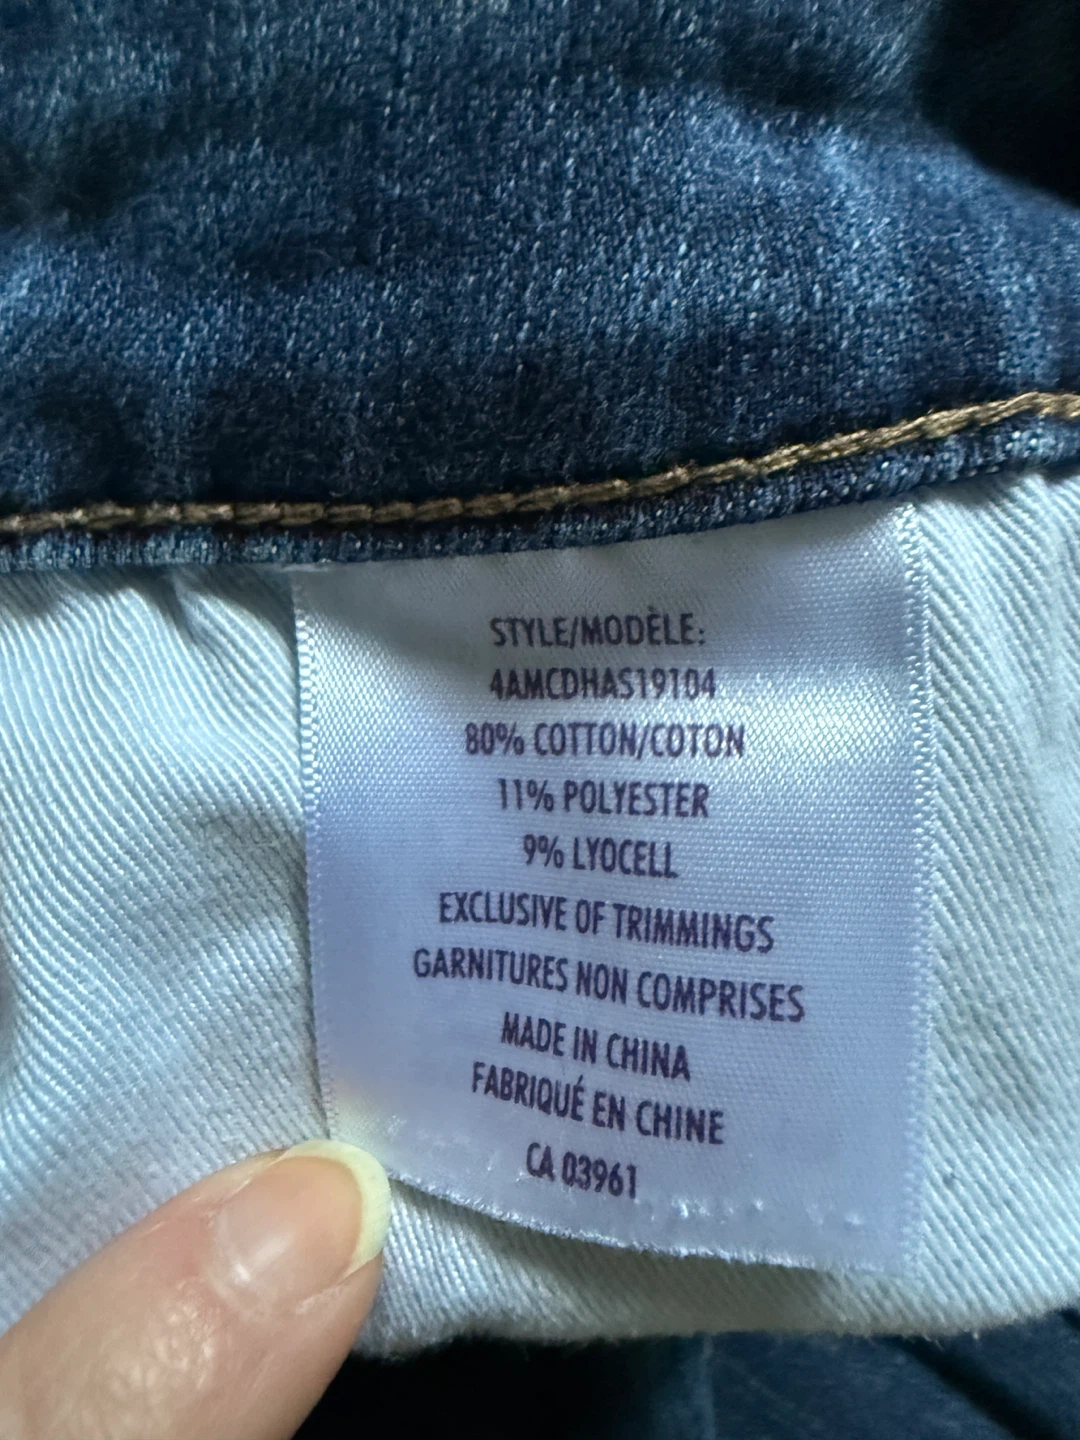 STYLE/MODÈLE:
4AMCDHAS19104
80% COTTON/COTON
11% POLYESTER
9% LYOCELL
EXCLUSIVE OF TRIMMINGS
GARNITURES NON COMPRISES
MADE IN CHINA
FABRIQUÉ EN CHINE
CA 03961